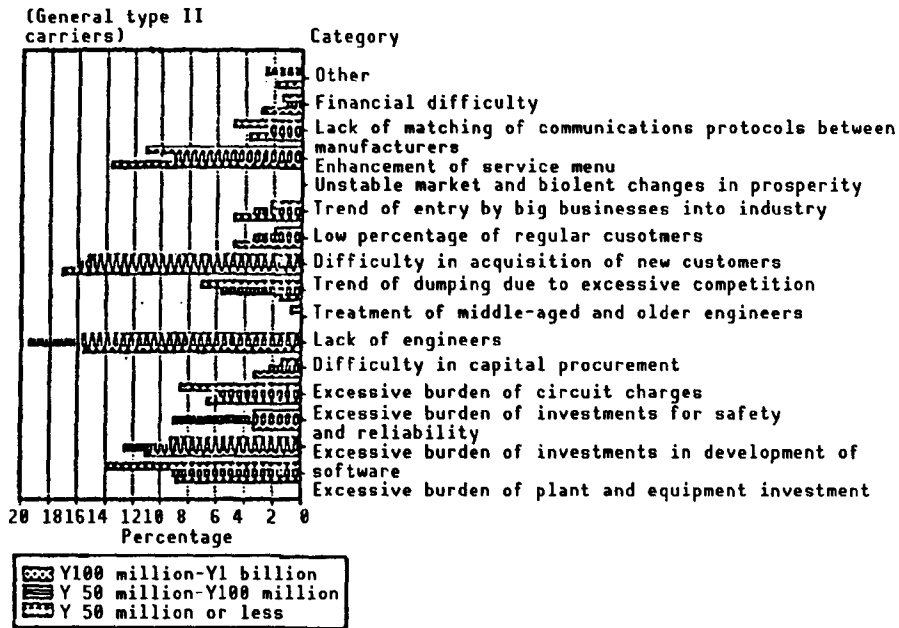 (General type II
carriers)
Category
Other
Financial difficulty
Lack of matching of communications protocols between
manufacturers
Enhancement of service menu
Unstable market and biolent changes in prosperity
Trend of entry by big businesses into industry
Low percentage of regular cusotmers
Difficulty in acquisition of new customers
Trend of dumping due to excessive competition
Treatment of middle-aged and older engineers
Lack of engineers
Difficulty in capital procurement
Excessive burden of circuit charges
Excessive burden of investments for safety
and reliability
Excessive burden of investments in development of
software
Excessive burden of plant and equipment investment
20 18 16 14 12 10 8 6 4 2 0
Percentage
Y100 million-Y1 billion
Y 50 million-Y100 million
Y 50 million or less